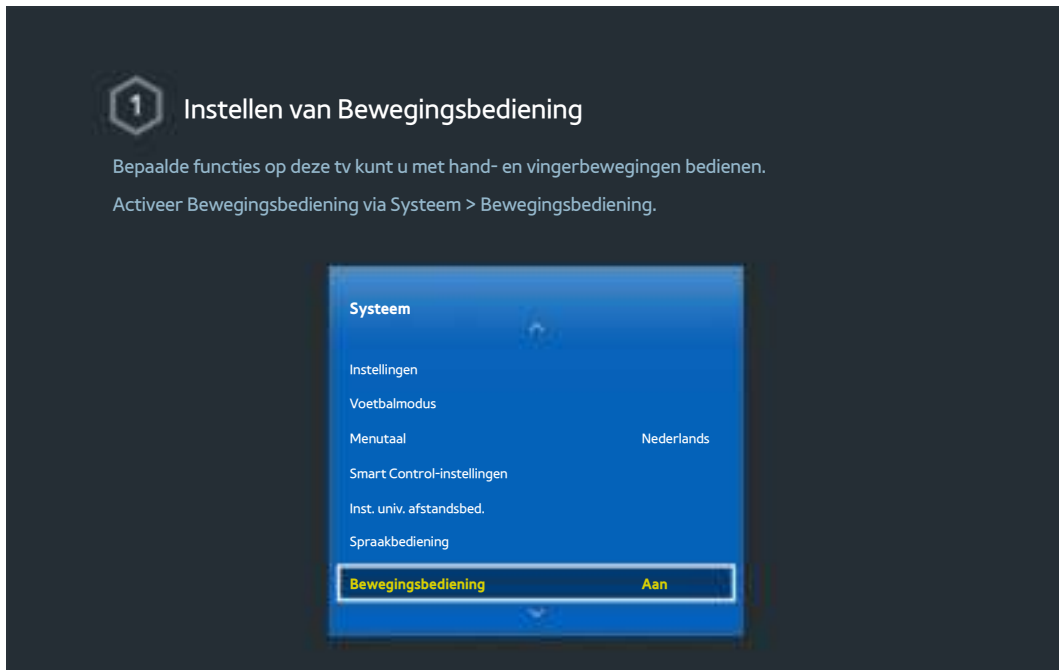 1 Instellen van Bewegingsbediening
Bepaalde functies op deze tv kunt u met hand- en vingerbewegingen bedienen.
Activeer Bewegingsbediening via Systeem > Bewegingsbediening.
Systeem
Instellingen
Voetbalmodus
Menutaal Nederlands
Smart Control-instellingen
Inst. univ. afstandsbed.
Spraakbediening
Bewegingsbediening Aan